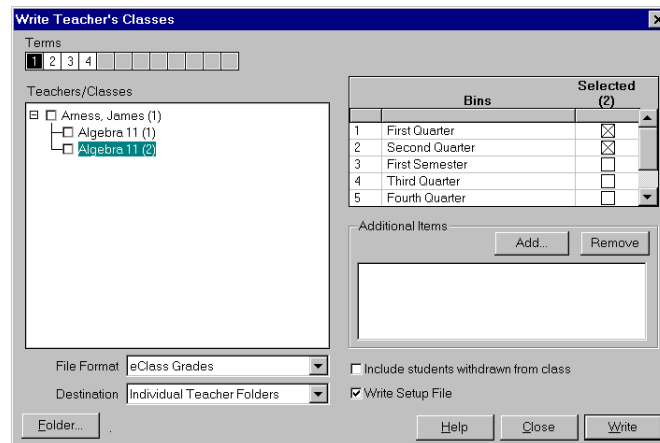 Write Teacher's Classes
Terms
1 2 3 4
Teachers/Classes
Arness, James (1)
Algebra 11 (1)
Algebra 11 (2)
Bins Selected (2)
1 First Quarter
2 Second Quarter
3 First Semester
4 Third Quarter
5 Fourth Quarter
Additional Items
Add... Remove
File Format eClass Grades
Destination Individual Teacher Folders
Include students withdrawn from class
Write Setup File
Folder... .
Help Close Write